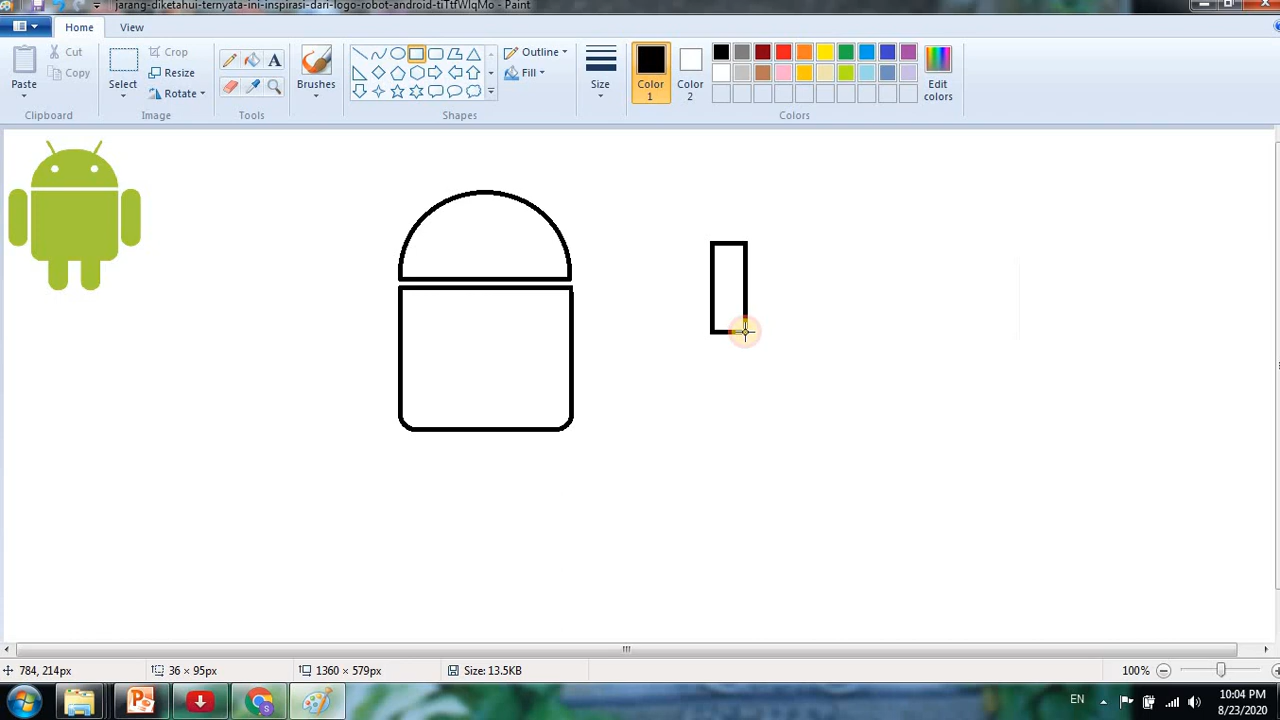 jarang-diketahui-ternyata-ini-inspirasi-dari-logo-robot-android-tiTtfWlqMo - Paint
Home
View
Paste
Cut
Copy
Clipboard
Select
Crop
Resize
Rotate
Image
Tools
Brushes
Shapes
Outline
Fill
Size
Color 1
Color 2
Edit colors
Colors
784, 214px
36 × 95px
1360 × 579px
Size: 13.5KB
100%
EN
10:04 PM
8/23/2020